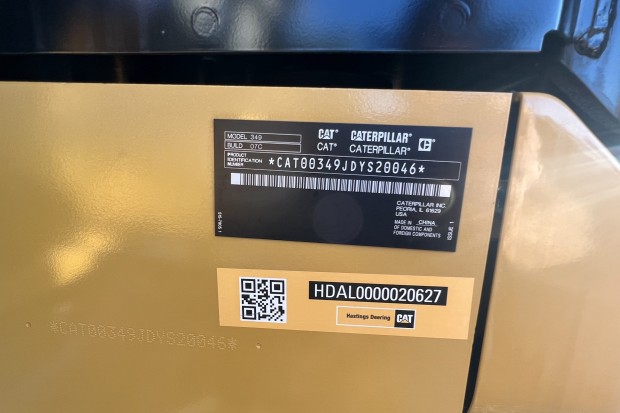 MODEL 349
BUILD 07C
CAT® CATERPILLAR®
CAT® CATERPILLAR® C
PRODUCT
IDENTIFICATION
NUMBER
*CAT00349JDYS20046*
CATERPILLAR INC.
PEORIA, IL 61629
USA
MADE IN CHINA
OF DOMESTIC AND
FOREIGN COMPONENTS
ISSUE 1
HDAL0000020627
Hastings Deering CAT
*CAT00349JDYS20046*